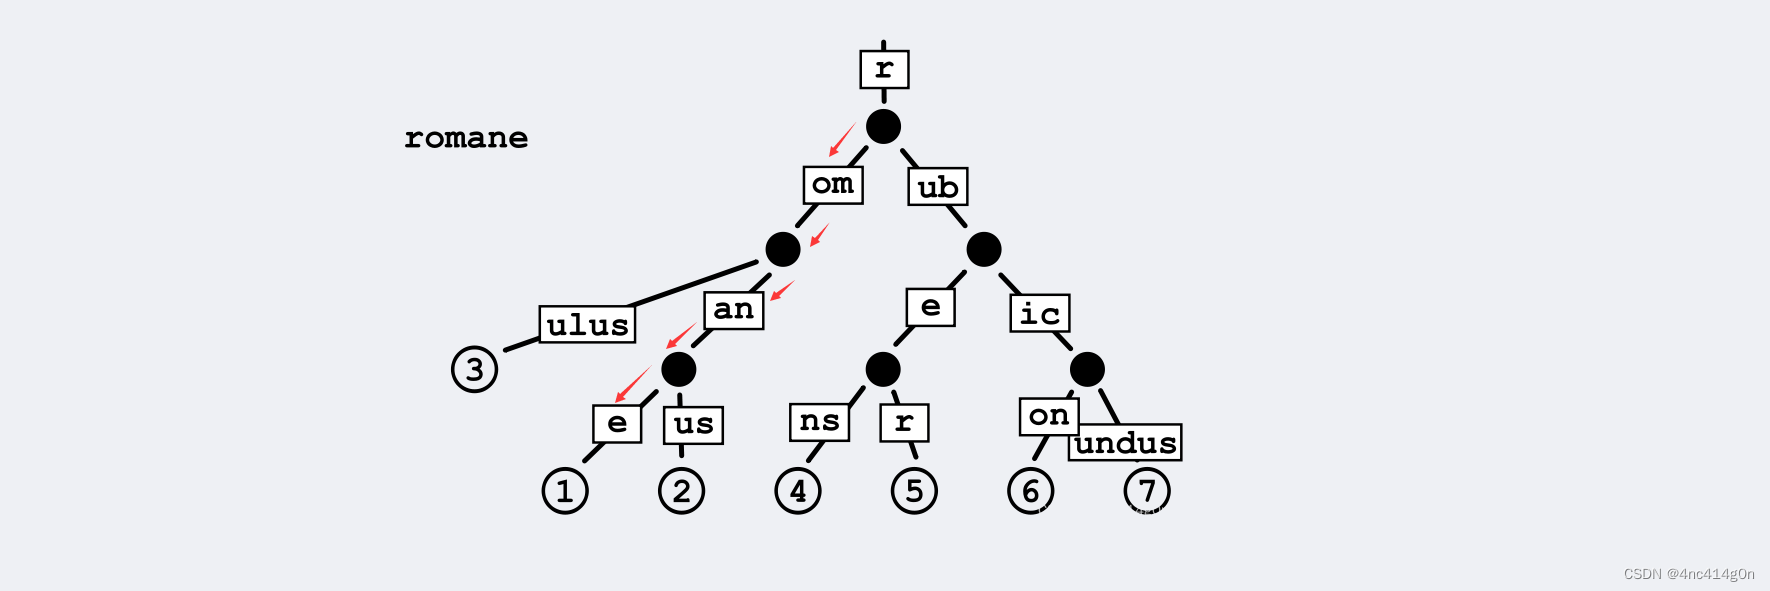 r
romane
om
ub
e
an
ic
ulus
3
on
ns
r
e
us
undus
1
2
4
5
6
7
CSDN @4nc414g0n